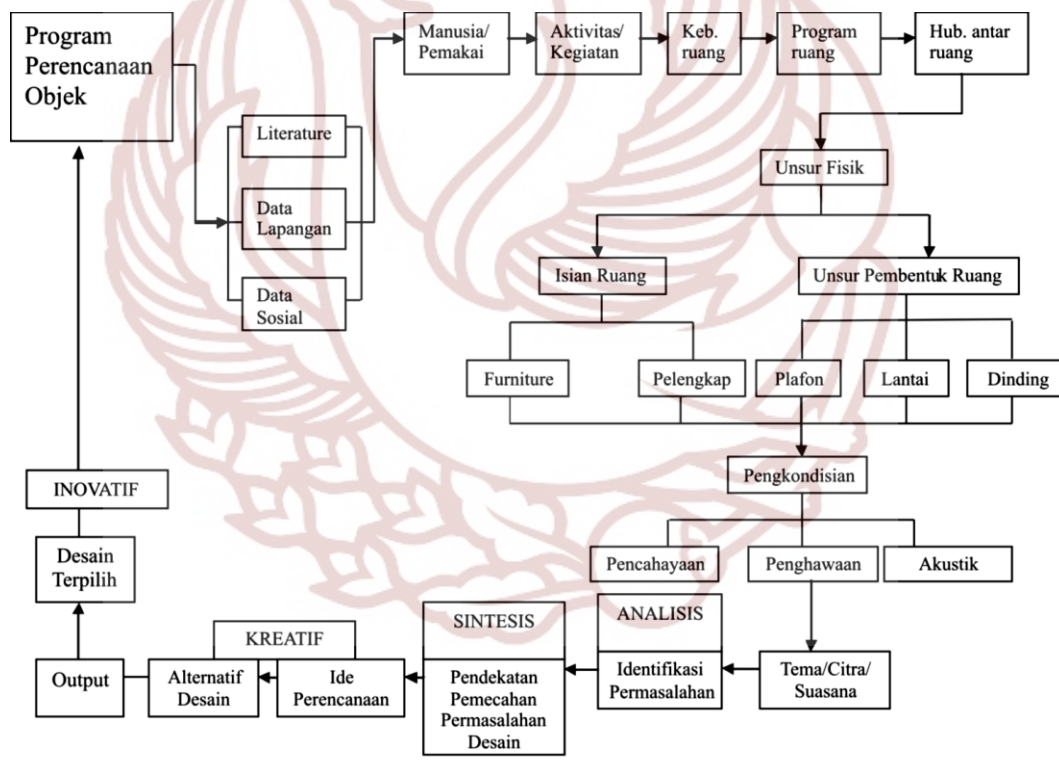 Program
Perencanaan
Objek
Literature
Data
Lapangan
Data
Sosial
Manusia/
Pemakai
Aktivitas/
Kegiatan
Keb.
ruang
Program
ruang
Hub. antar
ruang
Unsur Fisik
Isian Ruang
Unsur Pembentuk Ruang
Furniture
Pelengkap
Plafon
Lantai
Dinding
Pengkondisian
Pencahayaan
Penghawaan
Akustik
Tema/Citra/
Suasana
ANALISIS
Identifikasi
Permasalahan
SINTESIS
Pendekatan
Pemecahan
Permasalahan
Desain
KREATIF
Ide
Perencanaan
Alternatif
Desain
Output
Desain
Terpilih
INOVATIF